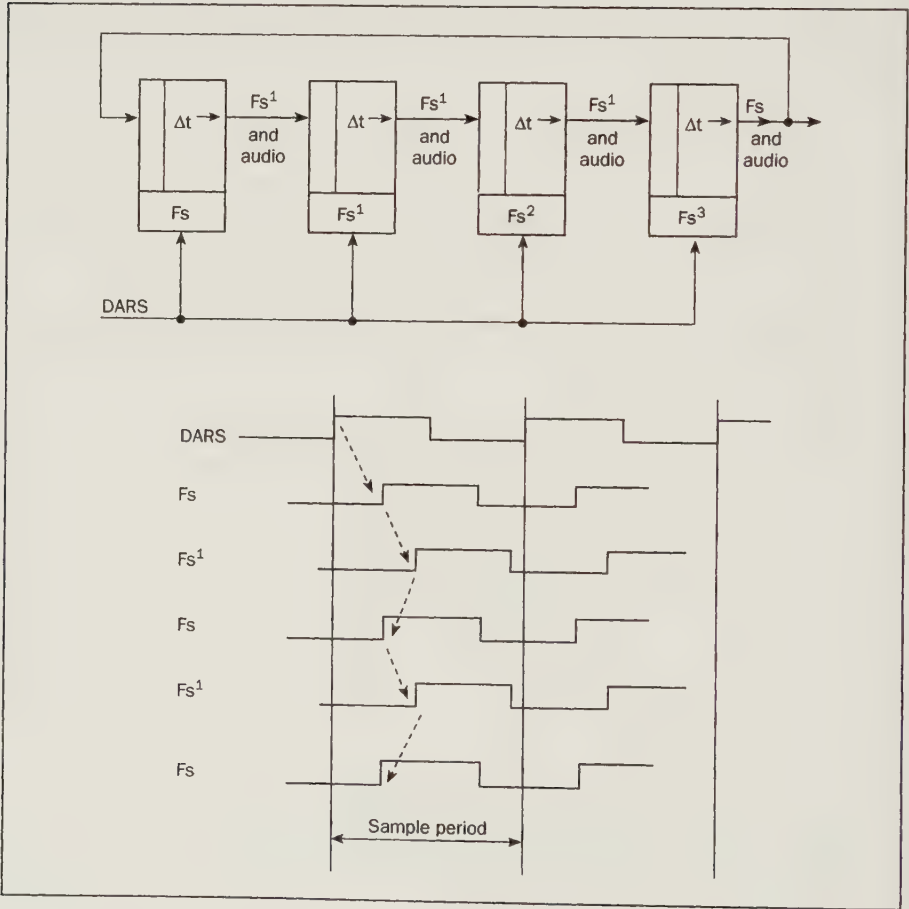 Fs¹
and
audio
Fs¹
and
audio
Fs¹
and
audio
Fs
and
audio
Δt
Δt
Δt
Δt
Fs
Fs¹
Fs²
Fs³
DARS
DARS
Fs
Fs¹
Fs
Fs¹
Fs
Sample period